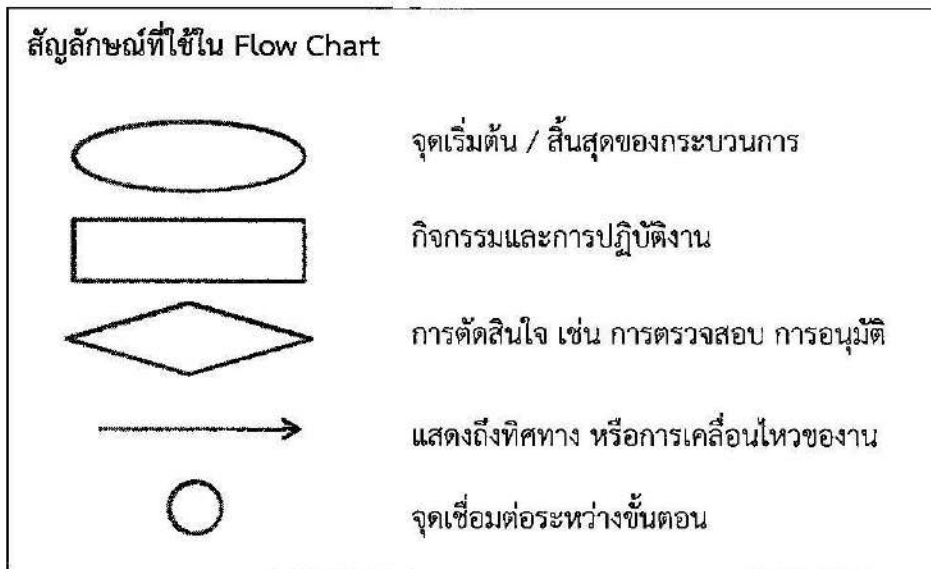 สัญลักษณ์ที่ใช้ใน Flow Chart
จุดเริ่มต้น / สิ้นสุดของกระบวนการ
กิจกรรมและการปฏิบัติงาน
การตัดสินใจ เช่น การตรวจสอบ การอนุมัติ
แสดงถึงทิศทาง หรือการเคลื่อนไหวของงาน
จุดเชื่อมต่อระหว่างขั้นตอน